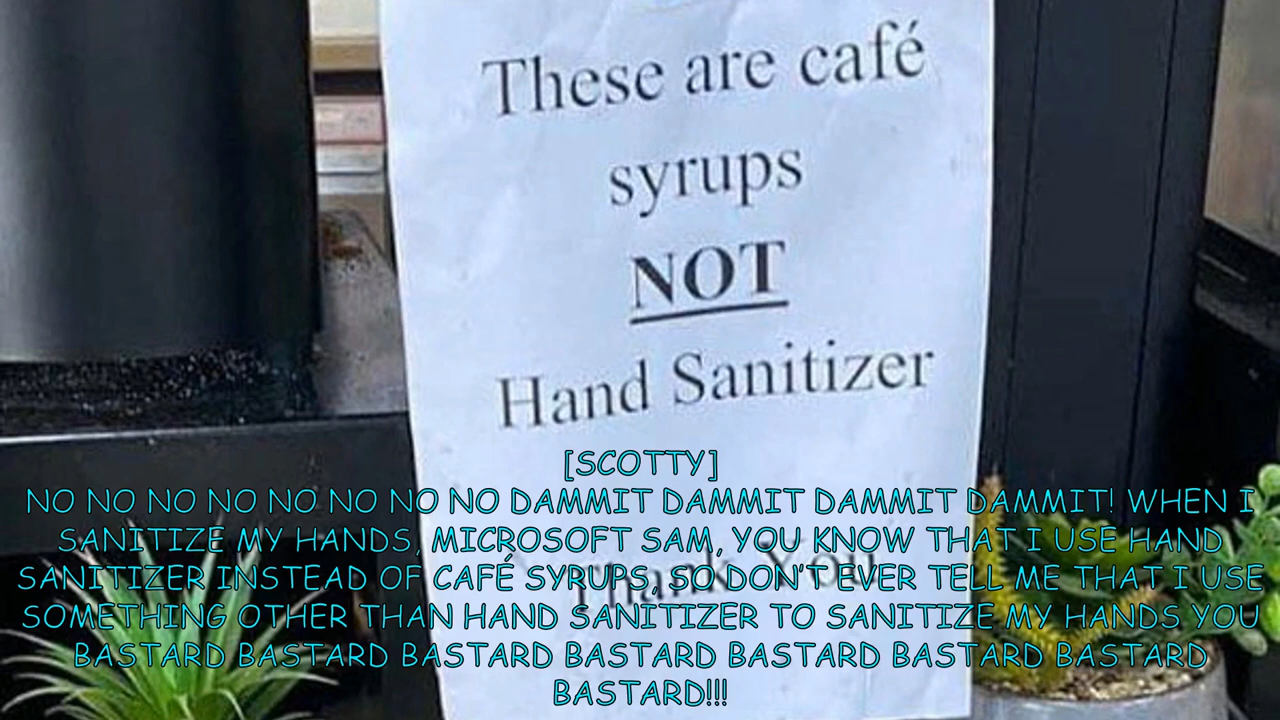 These are café
syrups
NOT
Hand Sanitizer
Thank You
[SCOTTY]
NO NO NO NO NO NO NO NO DAMMIT DAMMIT DAMMIT DAMMIT! WHEN I
SANITIZE MY HANDS, MICROSOFT SAM, YOU KNOW THAT I USE HAND
SANITIZER INSTEAD OF CAFÉ SYRUPS, SO DON'T EVER TELL ME THAT I USE
SOMETHING OTHER THAN HAND SANITIZER TO SANITIZE MY HANDS YOU
BASTARD BASTARD BASTARD BASTARD BASTARD BASTARD BASTARD
BASTARD!!!